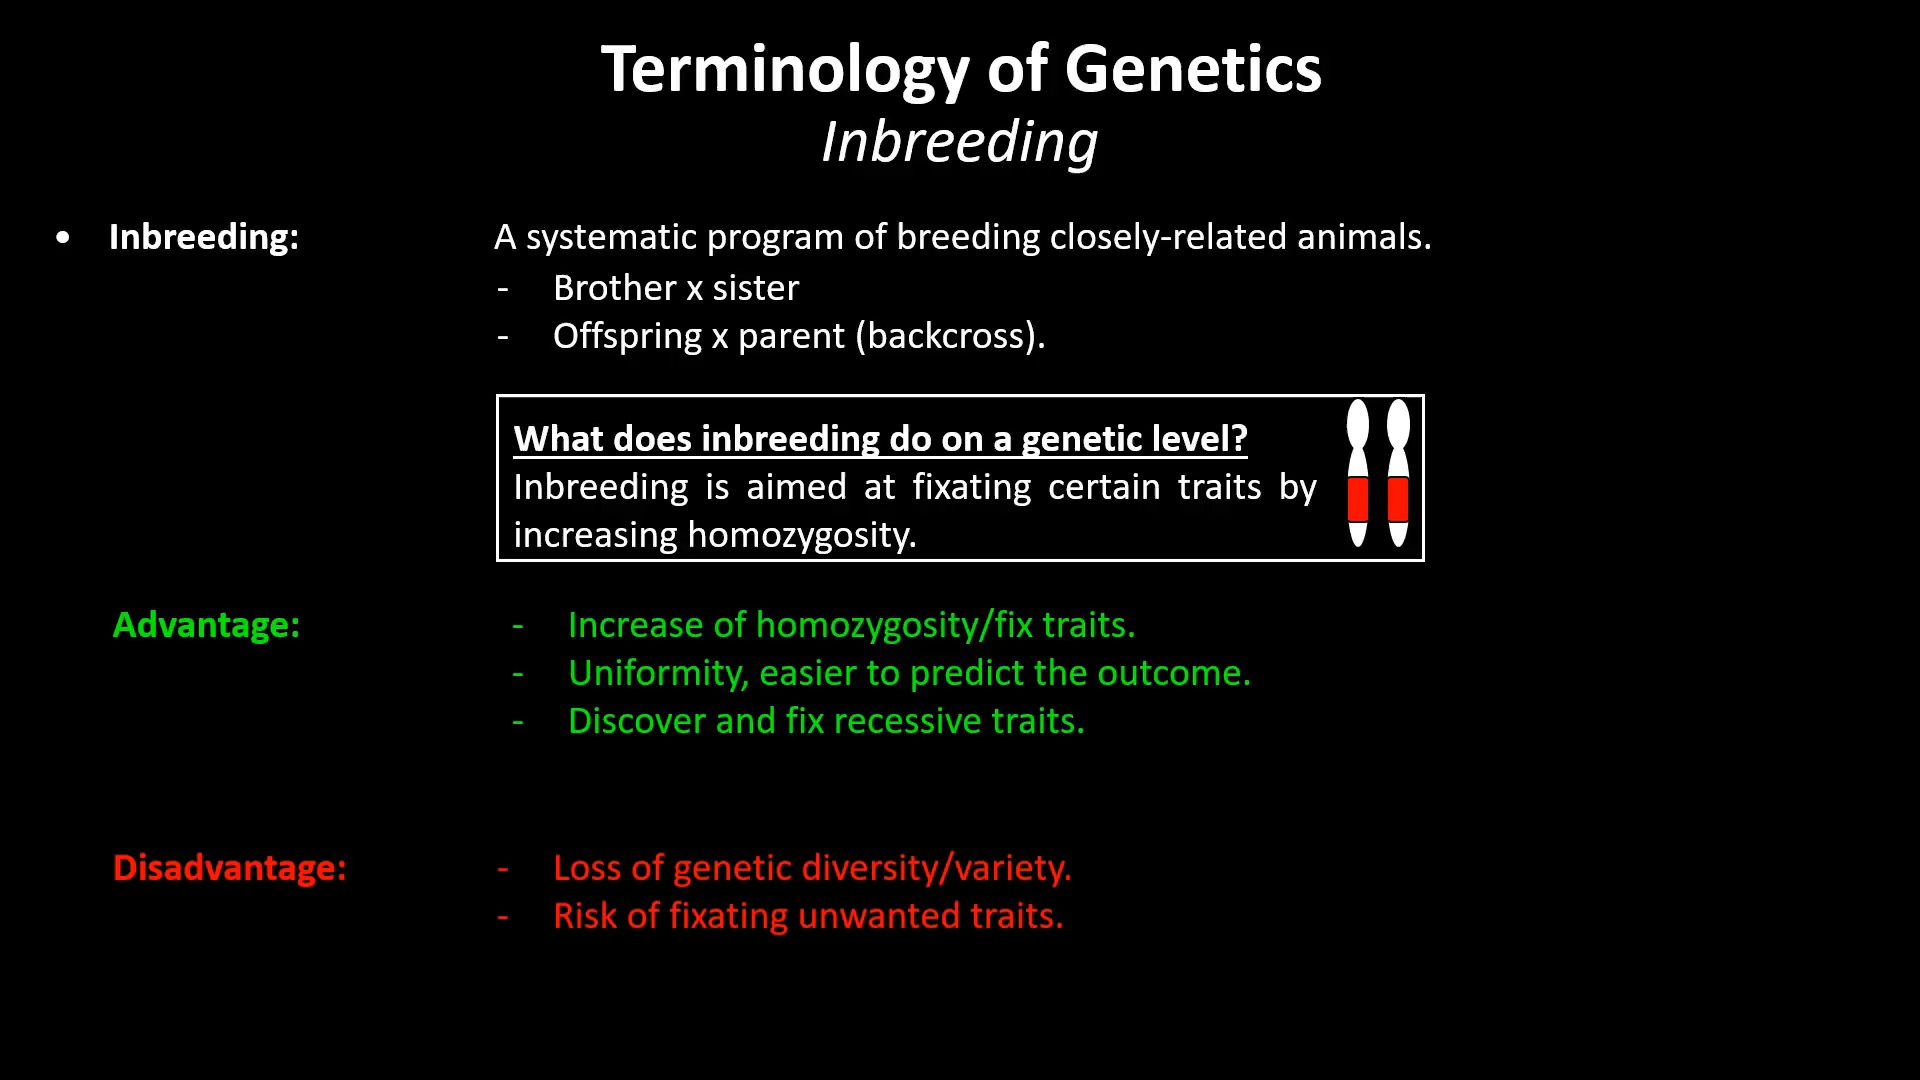 Terminology of Genetics
Inbreeding
• Inbreeding: A systematic program of breeding closely-related animals.
- Brother x sister
- Offspring x parent (backcross).
What does inbreeding do on a genetic level?
Inbreeding is aimed at fixating certain traits by
increasing homozygosity.
Advantage: - Increase of homozygosity/fix traits.
- Uniformity, easier to predict the outcome.
- Discover and fix recessive traits.
Disadvantage: - Loss of genetic diversity/variety.
- Risk of fixating unwanted traits.